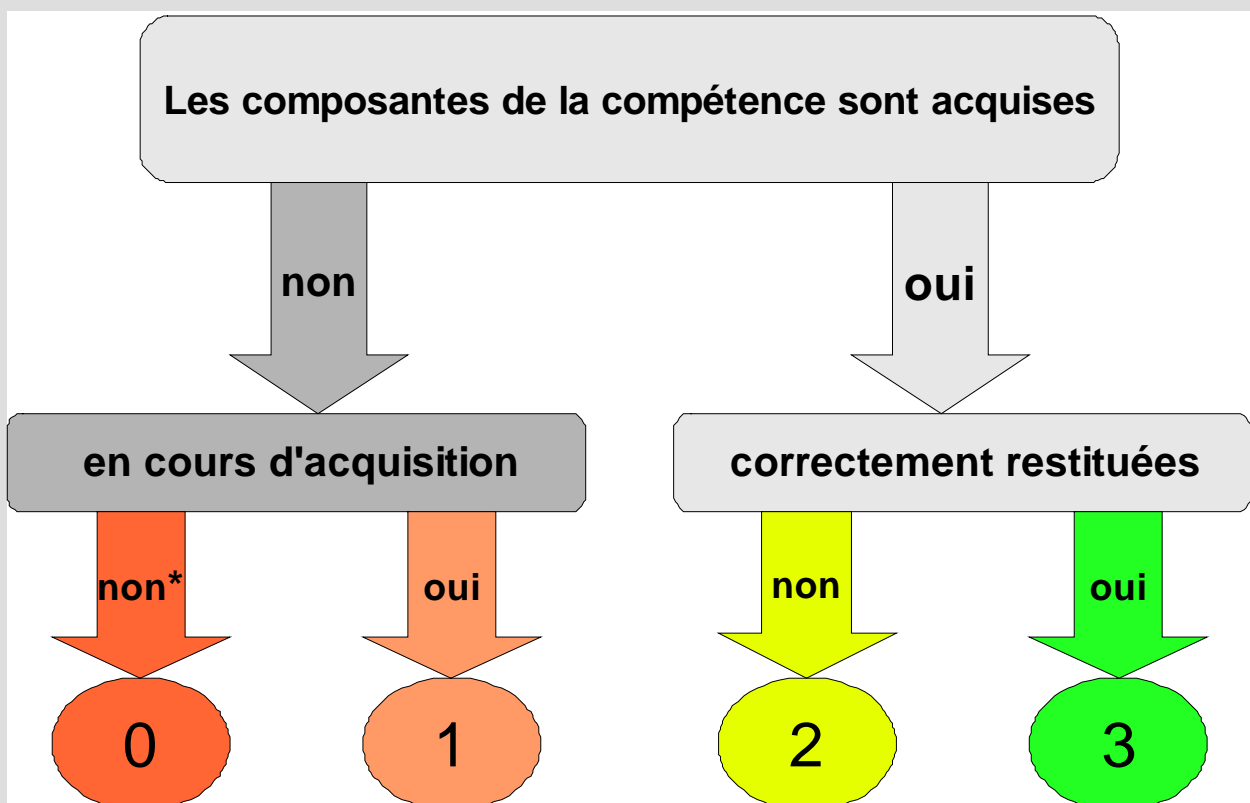 Les composantes de la compétence sont acquises
non
oui
en cours d'acquisition
correctement restituées
non*
oui
non
oui
0
1
2
3